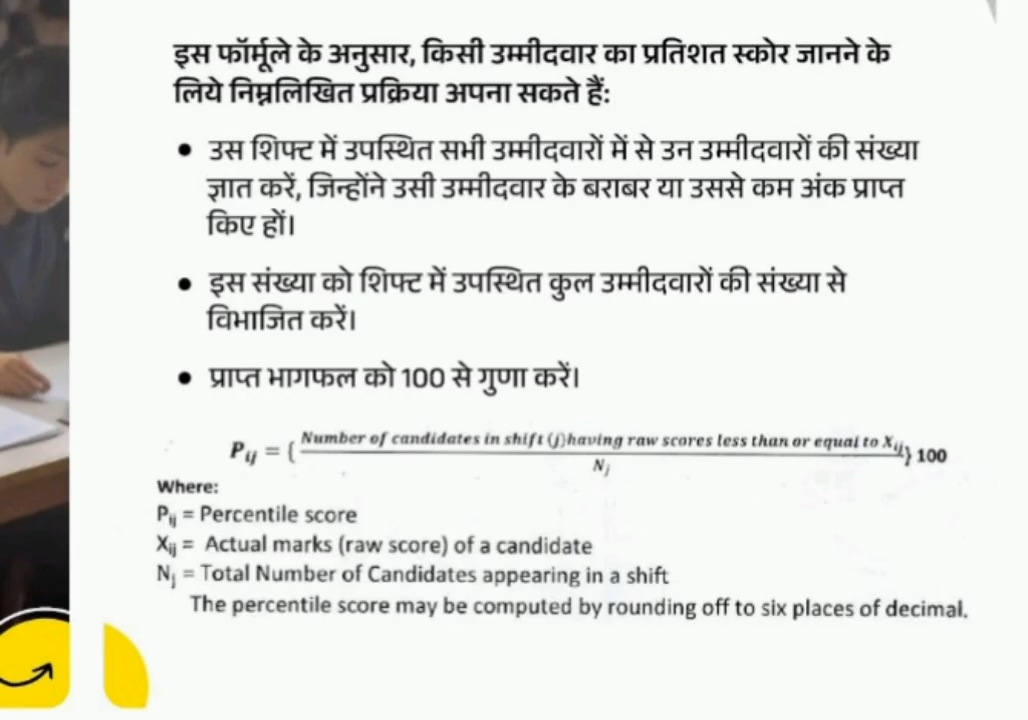 इस फॉर्मूले के अनुसार, किसी उम्मीदवार का प्रतिशत स्कोर जानने के
लिये निम्नलिखित प्रक्रिया अपना सकते हैं:
• उस शिफ्ट में उपस्थित सभी उम्मीदवारों में से उन उम्मीदवारों की संख्या
ज्ञात करें, जिन्होंने उसी उम्मीदवार के बराबर या उससे कम अंक प्राप्त
किए हों।
• इस संख्या को शिफ्ट में उपस्थित कुल उम्मीदवारों की संख्या से
विभाजित करें।
• प्राप्त भागफल को 100 से गुणा करें।
Number of candidates in shift (j)having raw scores less than or equal to Xij
Pij = { } 100
Nj
Where:
Pij = Percentile score
Xij = Actual marks (raw score) of a candidate
Nj = Total Number of Candidates appearing in a shift
The percentile score may be computed by rounding off to six places of decimal.